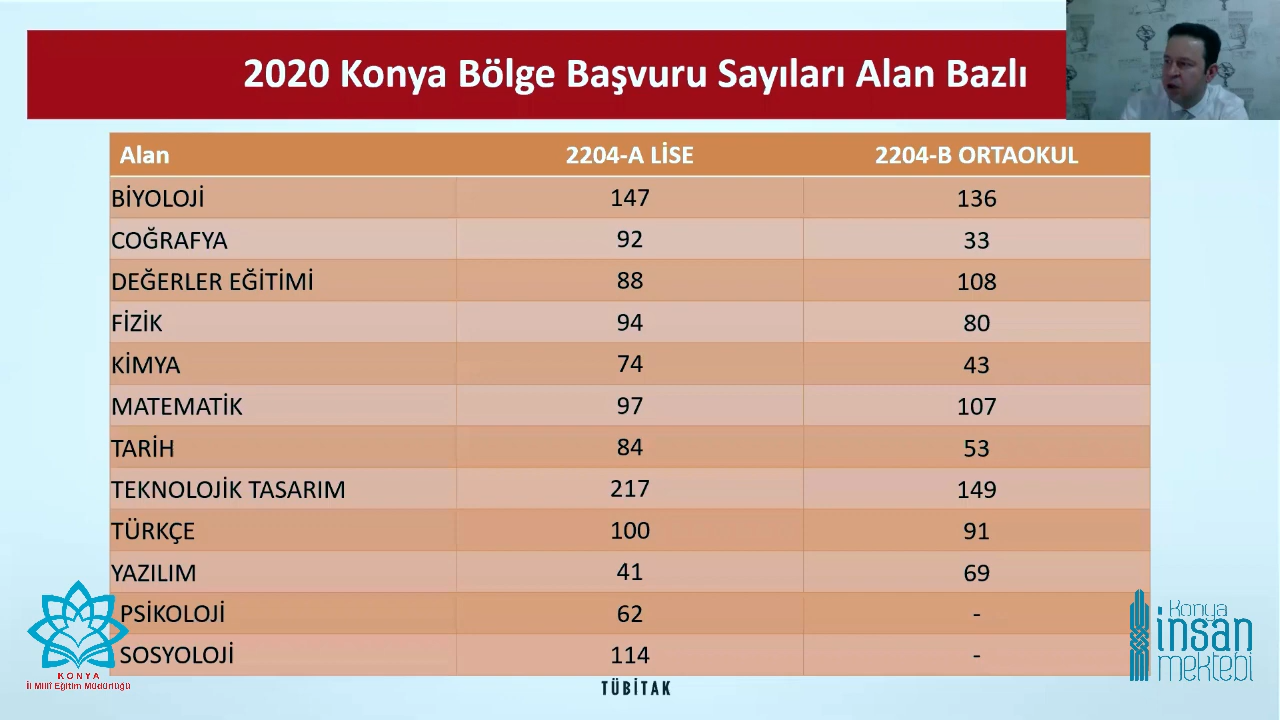 2020 Konya Bölge Başvuru Sayıları Alan Bazlı
Alan 2204-A LİSE 2204-B ORTAOKUL
BİYOLOJİ 147 136
COĞRAFYA 92 33
DEĞERLER EĞİTİMİ 88 108
FİZİK 94 80
KİMYA 74 43
MATEMATİK 97 107
TARİH 84 53
TEKNOLOJİK TASARIM 217 149
TÜRKÇE 100 91
YAZILIM 41 69
PSİKOLOJİ 62 -
SOSYOLOJİ 114 -
KONYA
İl Millî Eğitim Müdürlüğü
TÜBİTAK
Konya
insan
mektebi